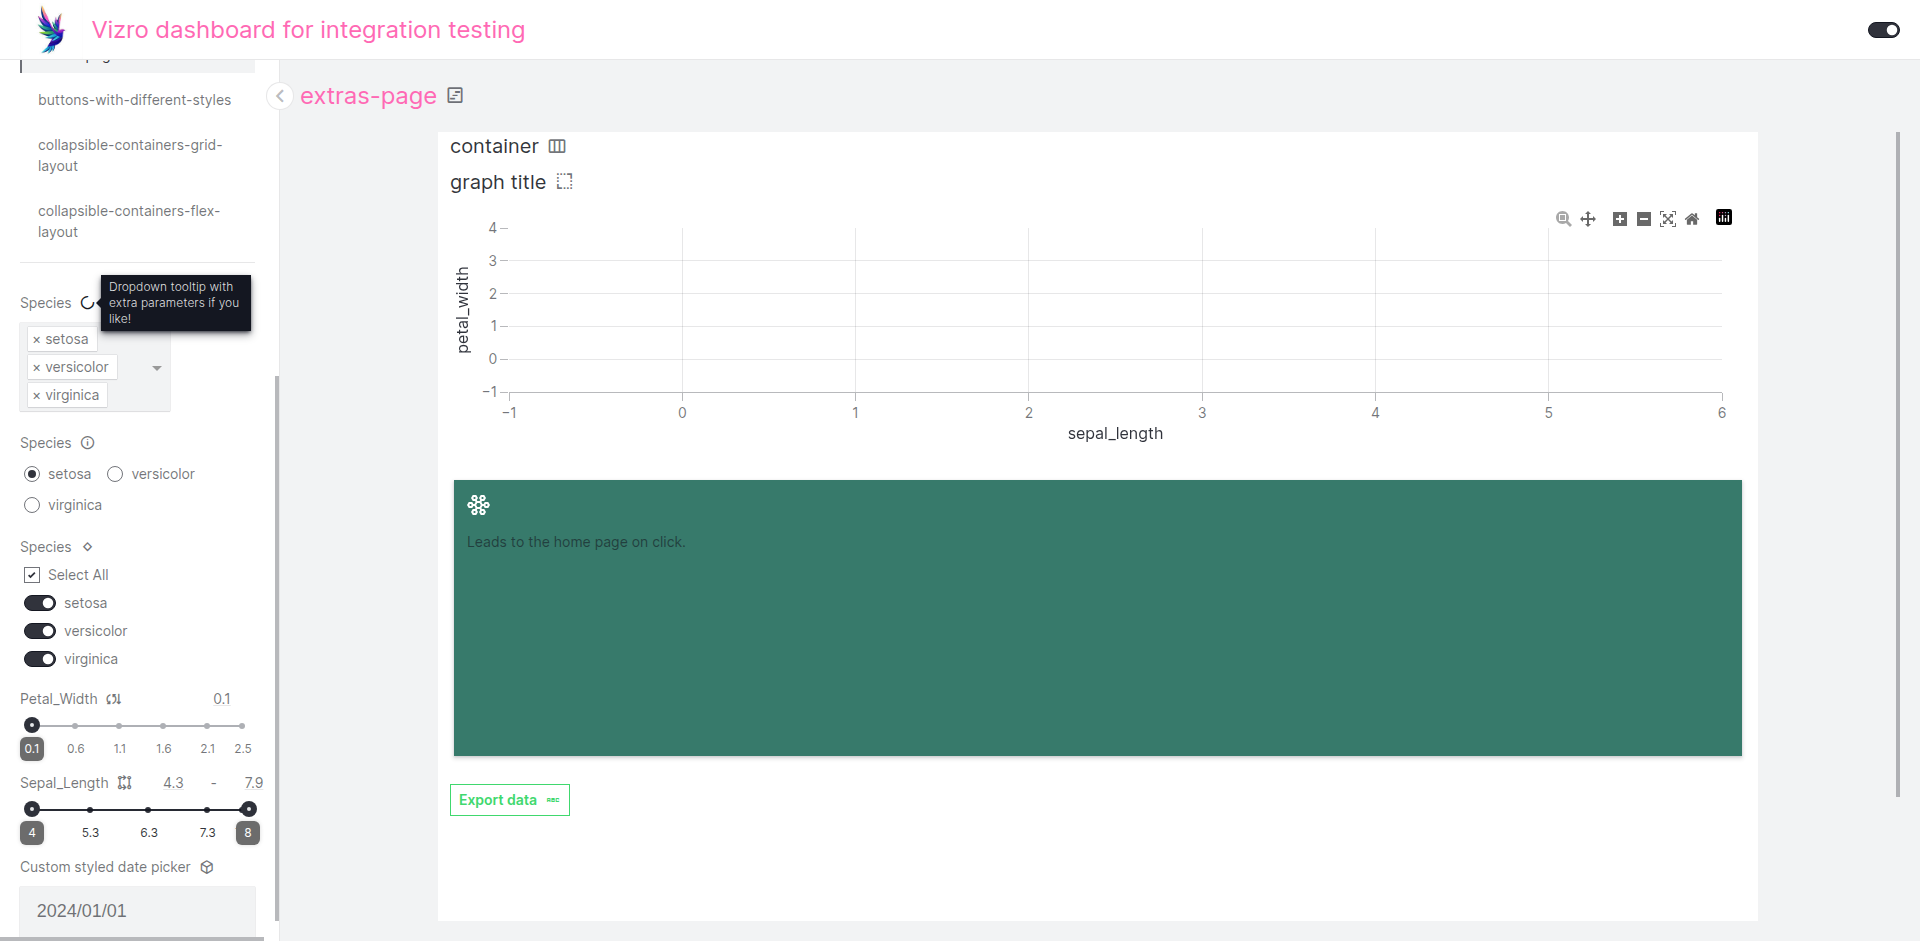 Vizro dashboard for integration testing
buttons-with-different-styles
collapsible-containers-grid-
layout
collapsible-containers-flex-
layout
Species
Dropdown tooltip with
extra parameters if you
like!
× setosa
× versicolor
× virginica
Species
setosa versicolor
virginica
Species
Select All
setosa
versicolor
virginica
Petal_Width 0.1
0.1 0.6 1.1 1.6 2.1 2.5
Sepal_Length 4.3 - 7.9
4 5.3 6.3 7.3 8
Custom styled date picker
2024/01/01
extras-page
container
graph title
petal_width
4
3
2
1
0
−1
−1 0 1 2 3 4 5 6
sepal_length
Leads to the home page on click.
Export data ABC